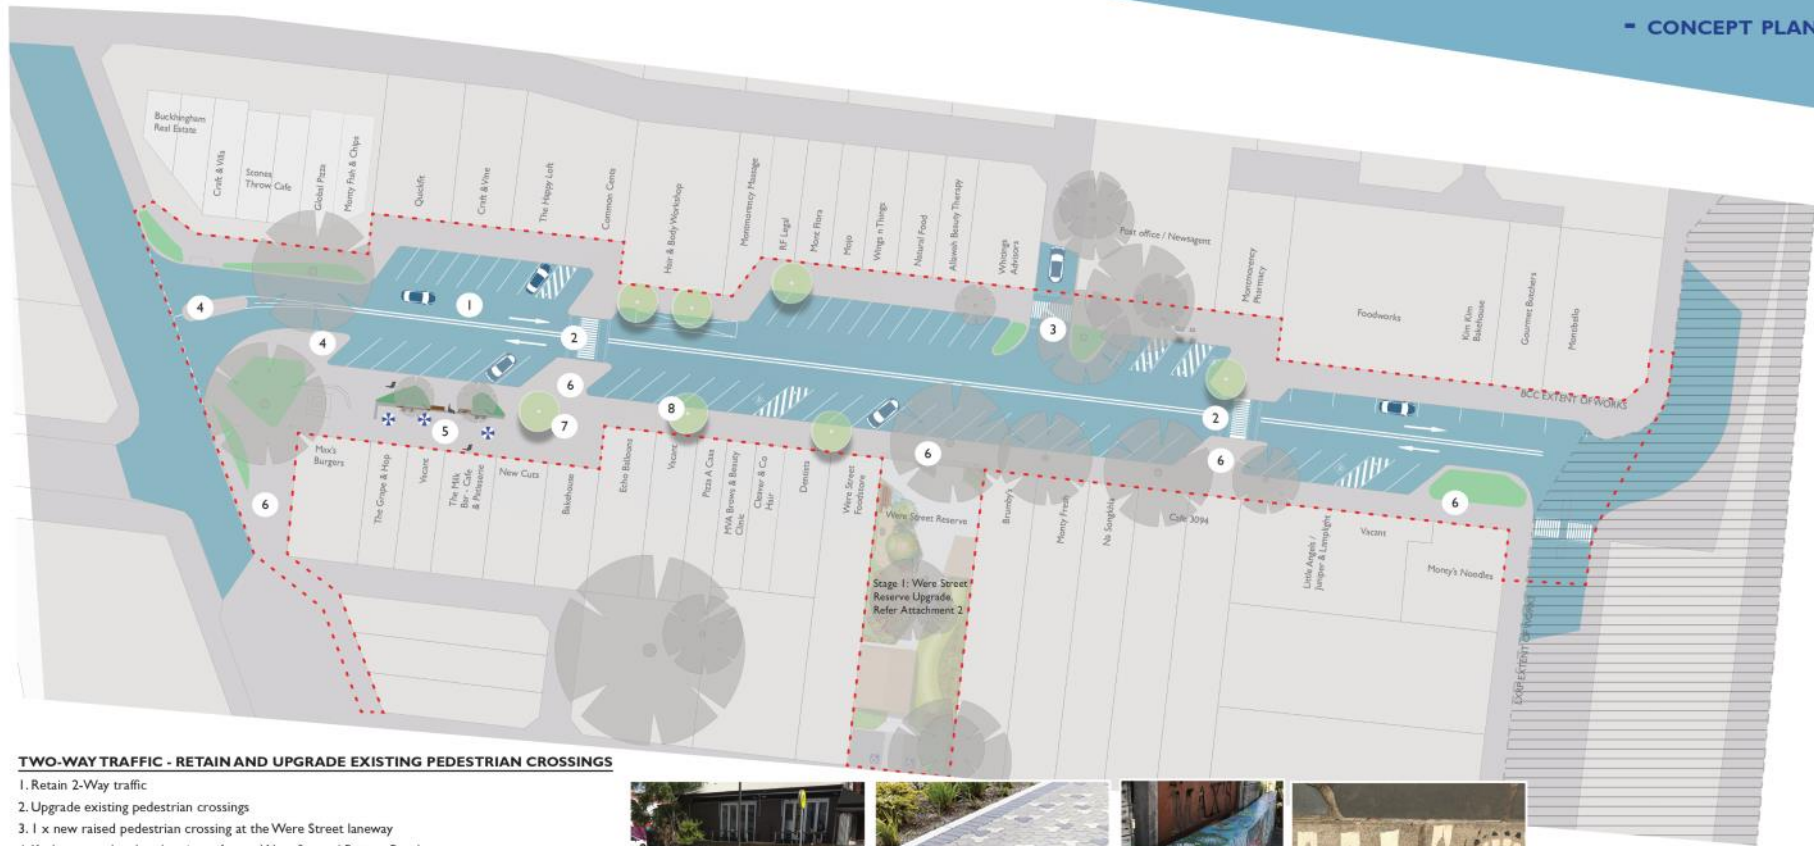 - CONCEPT PLAN
Buckhingham
Real Estate
Craft & Villa
Stones
Throw Cafe
Global Pizza
Monty Fish & Chips
Quickfit
Craft & Vine
The Hippy Loft
Common Cents
Hair & Body Workshop
Montmorency Massage
RF Legal
Mont Flora
Mojo
Wings n Things
Natural Food
Allawah Beauty Therapy
Whitings
Advisors
Post office / Newsagent
Montmorency
Pharmacy
Foodworks
Kim Kim
Bakehouse
Gourmet Butchers
Montebello
BCC EXTENT OF WORKS
4
1
2
3
4
6
2
8
7
5
6
6
6
6
Max's
Burgers
The Grape & Hop
Vacant
The Milk
Bar - Cafe
& Patisserie
New Cuts
Bakehouse
Echo Balloons
Vacant
Pizza A Casa
MVA Brows & Beauty
Clinic
Cleaver & Co
Hair
Dentists
Were Street
Foodstore
Were Street Reserve
Stage 1: Were Street
Reserve Upgrade.
Refer Attachment 2
Brumby's
Monty Fresh
Na Songkhla
Cafe 3094
Little Angels /
Juniper & Lamplight
Vacant
Monty's Noodles
LXRP EXTENT OF WORKS
TWO-WAY TRAFFIC - RETAIN AND UPGRADE EXISTING PEDESTRIAN CROSSINGS
1. Retain 2-Way traffic
2. Upgrade existing pedestrian crossings
3. 1 x new raised pedestrian crossing at the Were Street laneway